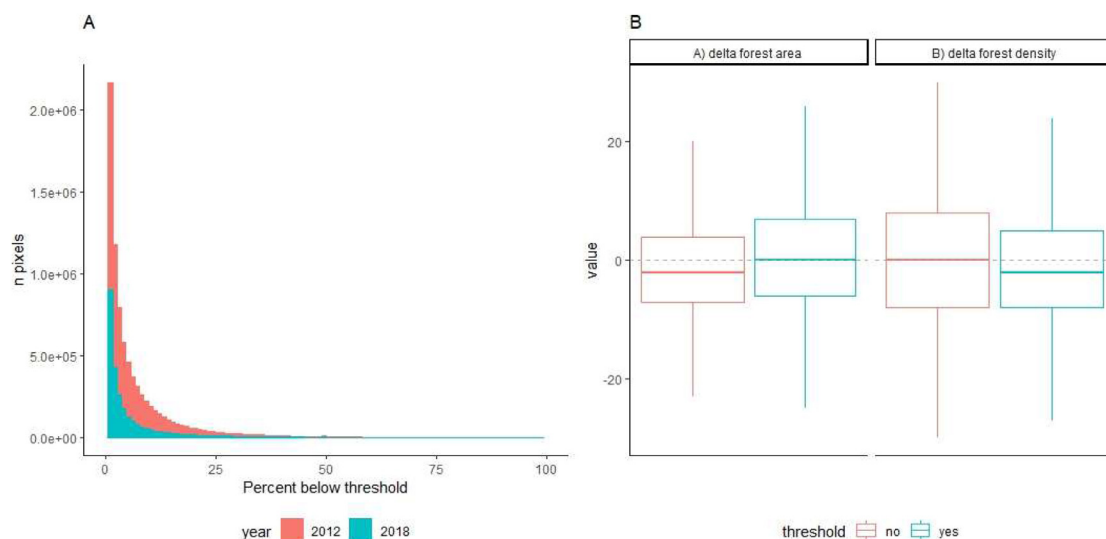 A
n pixels
2.0e+06
1.5e+06
1.0e+06
5.0e+05
0.0e+00
0 25 50 75 100
Percent below threshold
year 2012 2018
B
A) delta forest area B) delta forest density
value
20
0
-20
threshold no yes